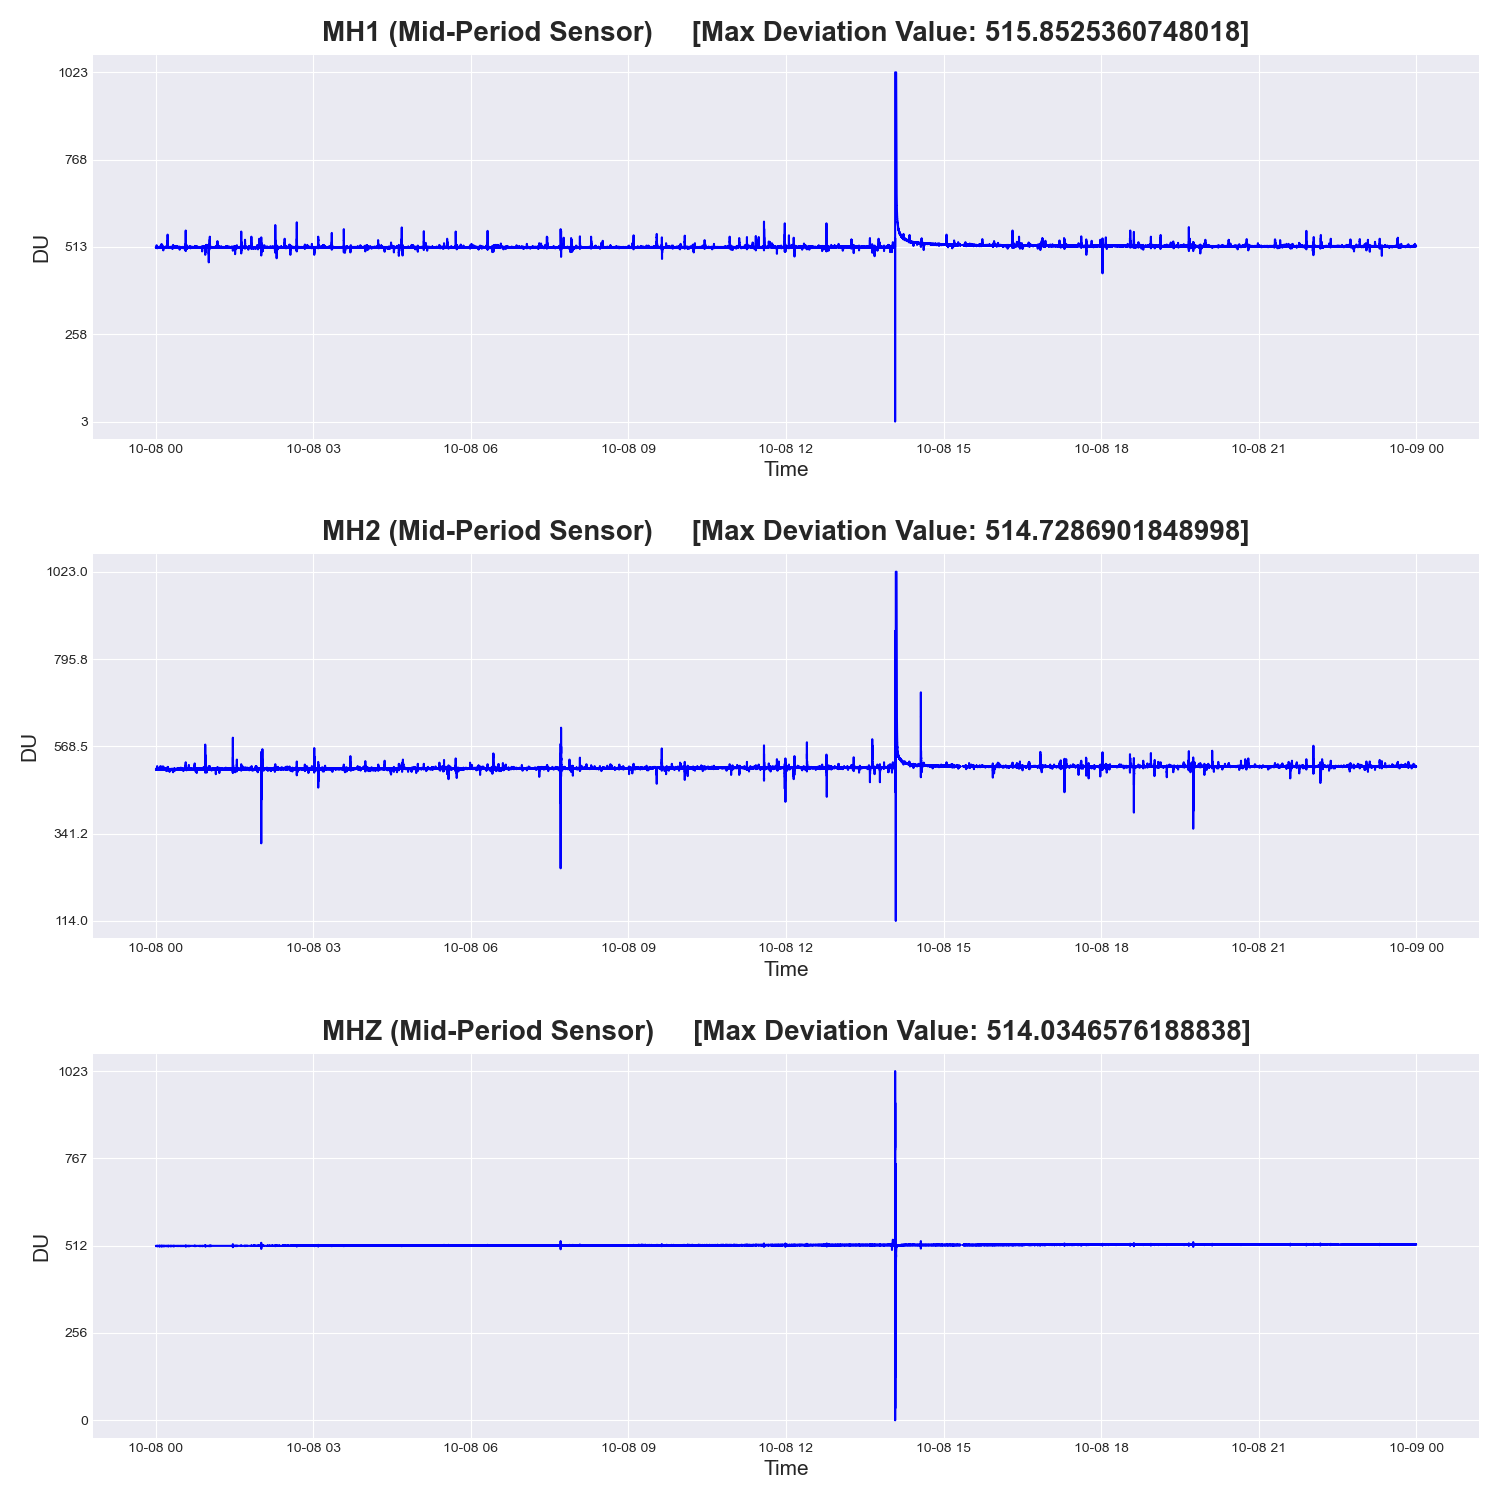 MH1 (Mid-Period Sensor) [Max Deviation Value: 515.8525360748018]
1023
768
513
258
3
DU
10-08 00 10-08 03 10-08 06 10-08 09 10-08 12 10-08 15 10-08 18 10-08 21 10-09 00
Time
MH2 (Mid-Period Sensor) [Max Deviation Value: 514.7286901848998]
1023.0
795.8
568.5
341.2
114.0
DU
10-08 00 10-08 03 10-08 06 10-08 09 10-08 12 10-08 15 10-08 18 10-08 21 10-09 00
Time
MHZ (Mid-Period Sensor) [Max Deviation Value: 514.0346576188838]
1023
767
512
256
0
DU
10-08 00 10-08 03 10-08 06 10-08 09 10-08 12 10-08 15 10-08 18 10-08 21 10-09 00
Time